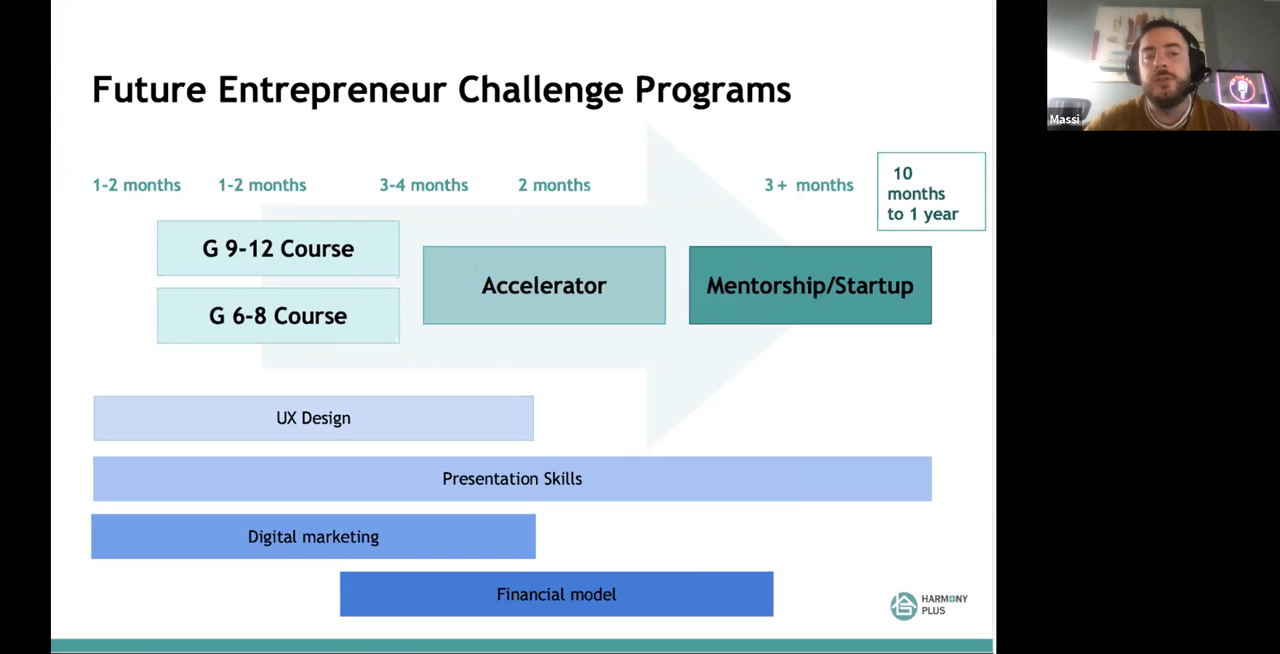 Future Entrepreneur Challenge Programs
1-2 months
1-2 months
3-4 months
2 months
3+ months
10
months
to 1 year
G 9-12 Course
G 6-8 Course
Accelerator
Mentorship/Startup
UX Design
Presentation Skills
Digital marketing
Financial model
HARMONY
PLUS
Massi